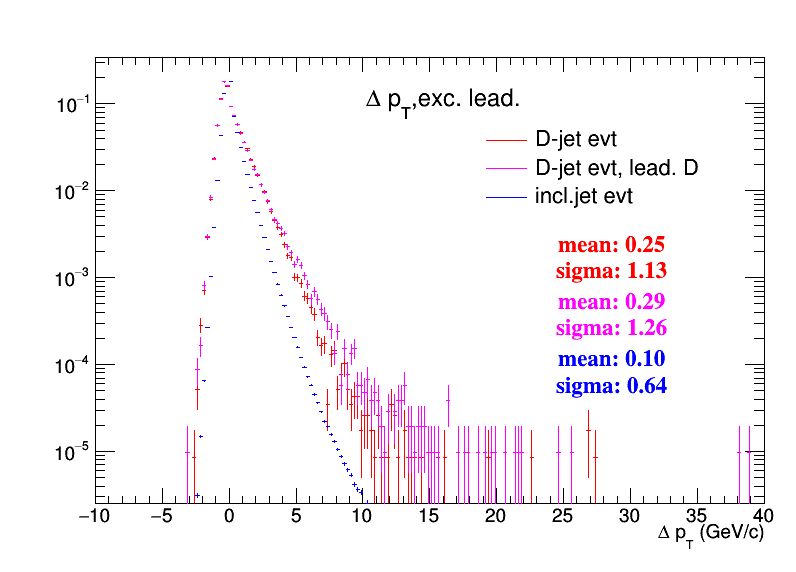 Δ p_T,exc. lead.
D-jet evt
D-jet evt, lead. D
incl.jet evt
mean: 0.25
sigma: 1.13
mean: 0.29
sigma: 1.26
mean: 0.10
sigma: 0.64
10⁻¹
10⁻²
10⁻³
10⁻⁴
10⁻⁵
−10 −5 0 5 10 15 20 25 30 35 40
Δ p_T (GeV/c)